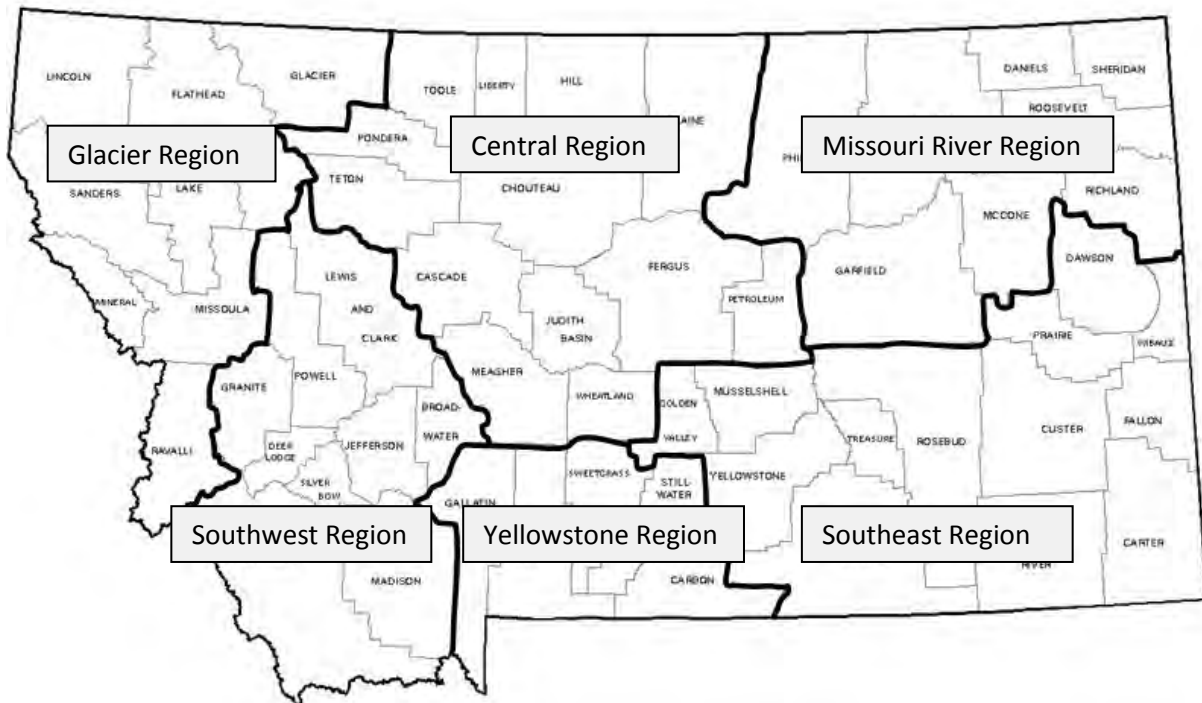 LINCOLN
FLATHEAD
GLACIER
TOOLE
LIBERTY
HILL
AINE
DANIELS
SHERIDAN
ROOSEVELT
Glacier Region
PONDERA
Central Region
PHI
Missouri River Region
SANDERS
LAKE
TETON
CHOUTEAU
RICHLAND
MCCONE
MINERAL
MISSOULA
LEWIS
AND
CLARK
CASCADE
FERGUS
JUDITH
BASIN
PETROLEUM
GARFIELD
DAWSON
PRAIRIE
WIBAUX
GRANITE
POWELL
MEAGHER
WHEATLAND
GOLDEN
VALLEY
MUSSELSHELL
BROAD-
WATER
RAVALLI
DEER
LODGE
JEFFERSON
SILVER
BOW
TREASURE
ROSEBUD
CUSTER
FALLON
GALLATIN
SWEETGRASS
STILL-
WATER
YELLOWSTONE
Southwest Region
Yellowstone Region
Southeast Region
MADISON
CARBON
RIVER
CARTER